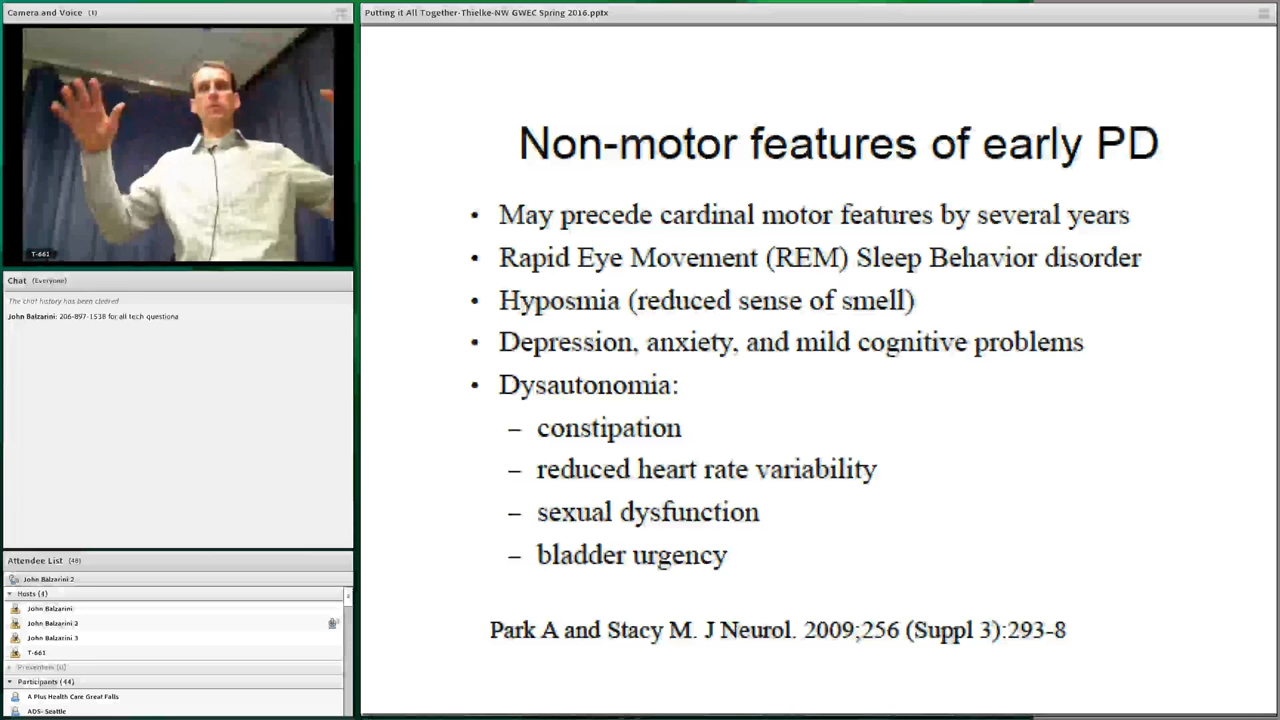 Camera and Voice (1)
Putting it All Together-Thielke-NW GWEC Spring 2016.pptx
T-661
Chat (Everyone)
The chat history has been cleared
John Balzarini: 206-897-1538 for all tech questiona
Attendee List (48)
John Balzarini 2
Hosts (4)
John Balzarini
John Balzarini 2
John Balzarini 3
T-661
Presenters (0)
Participants (44)
A Plus Health Care Great Falls
ADS- Seattle
Non-motor features of early PD
• May precede cardinal motor features by several years
• Rapid Eye Movement (REM) Sleep Behavior disorder
• Hyposmia (reduced sense of smell)
• Depression, anxiety, and mild cognitive problems
• Dysautonomia:
– constipation
– reduced heart rate variability
– sexual dysfunction
– bladder urgency
Park A and Stacy M. J Neurol. 2009;256 (Suppl 3):293-8